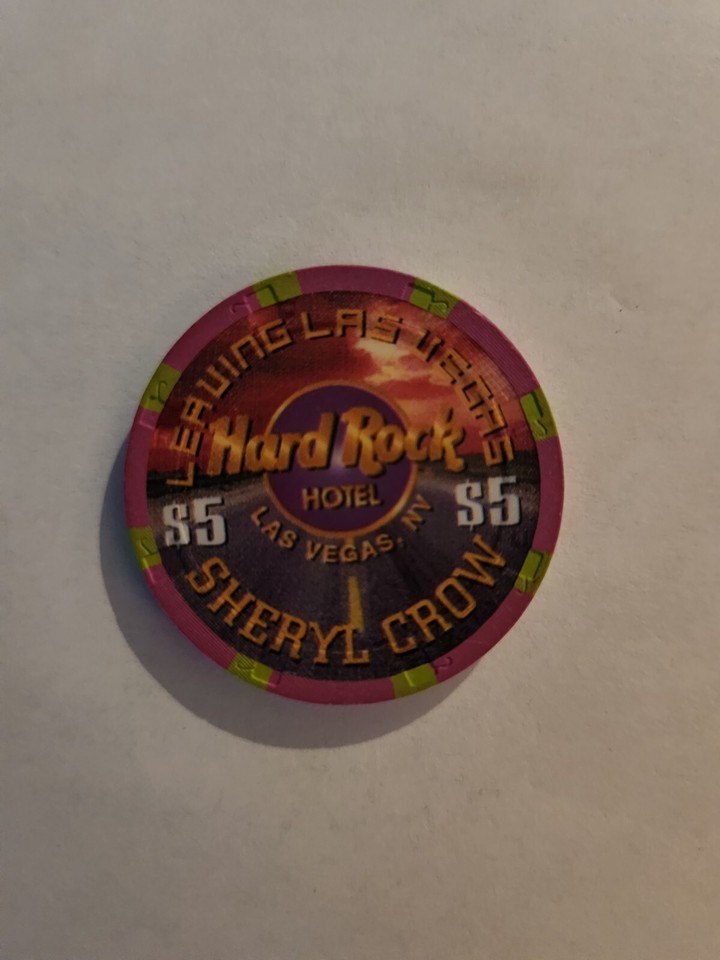 LEAVING LAS VEGAS
Hard Rock
HOTEL
LAS VEGAS, NV
$5
$5
SHERYL CROW